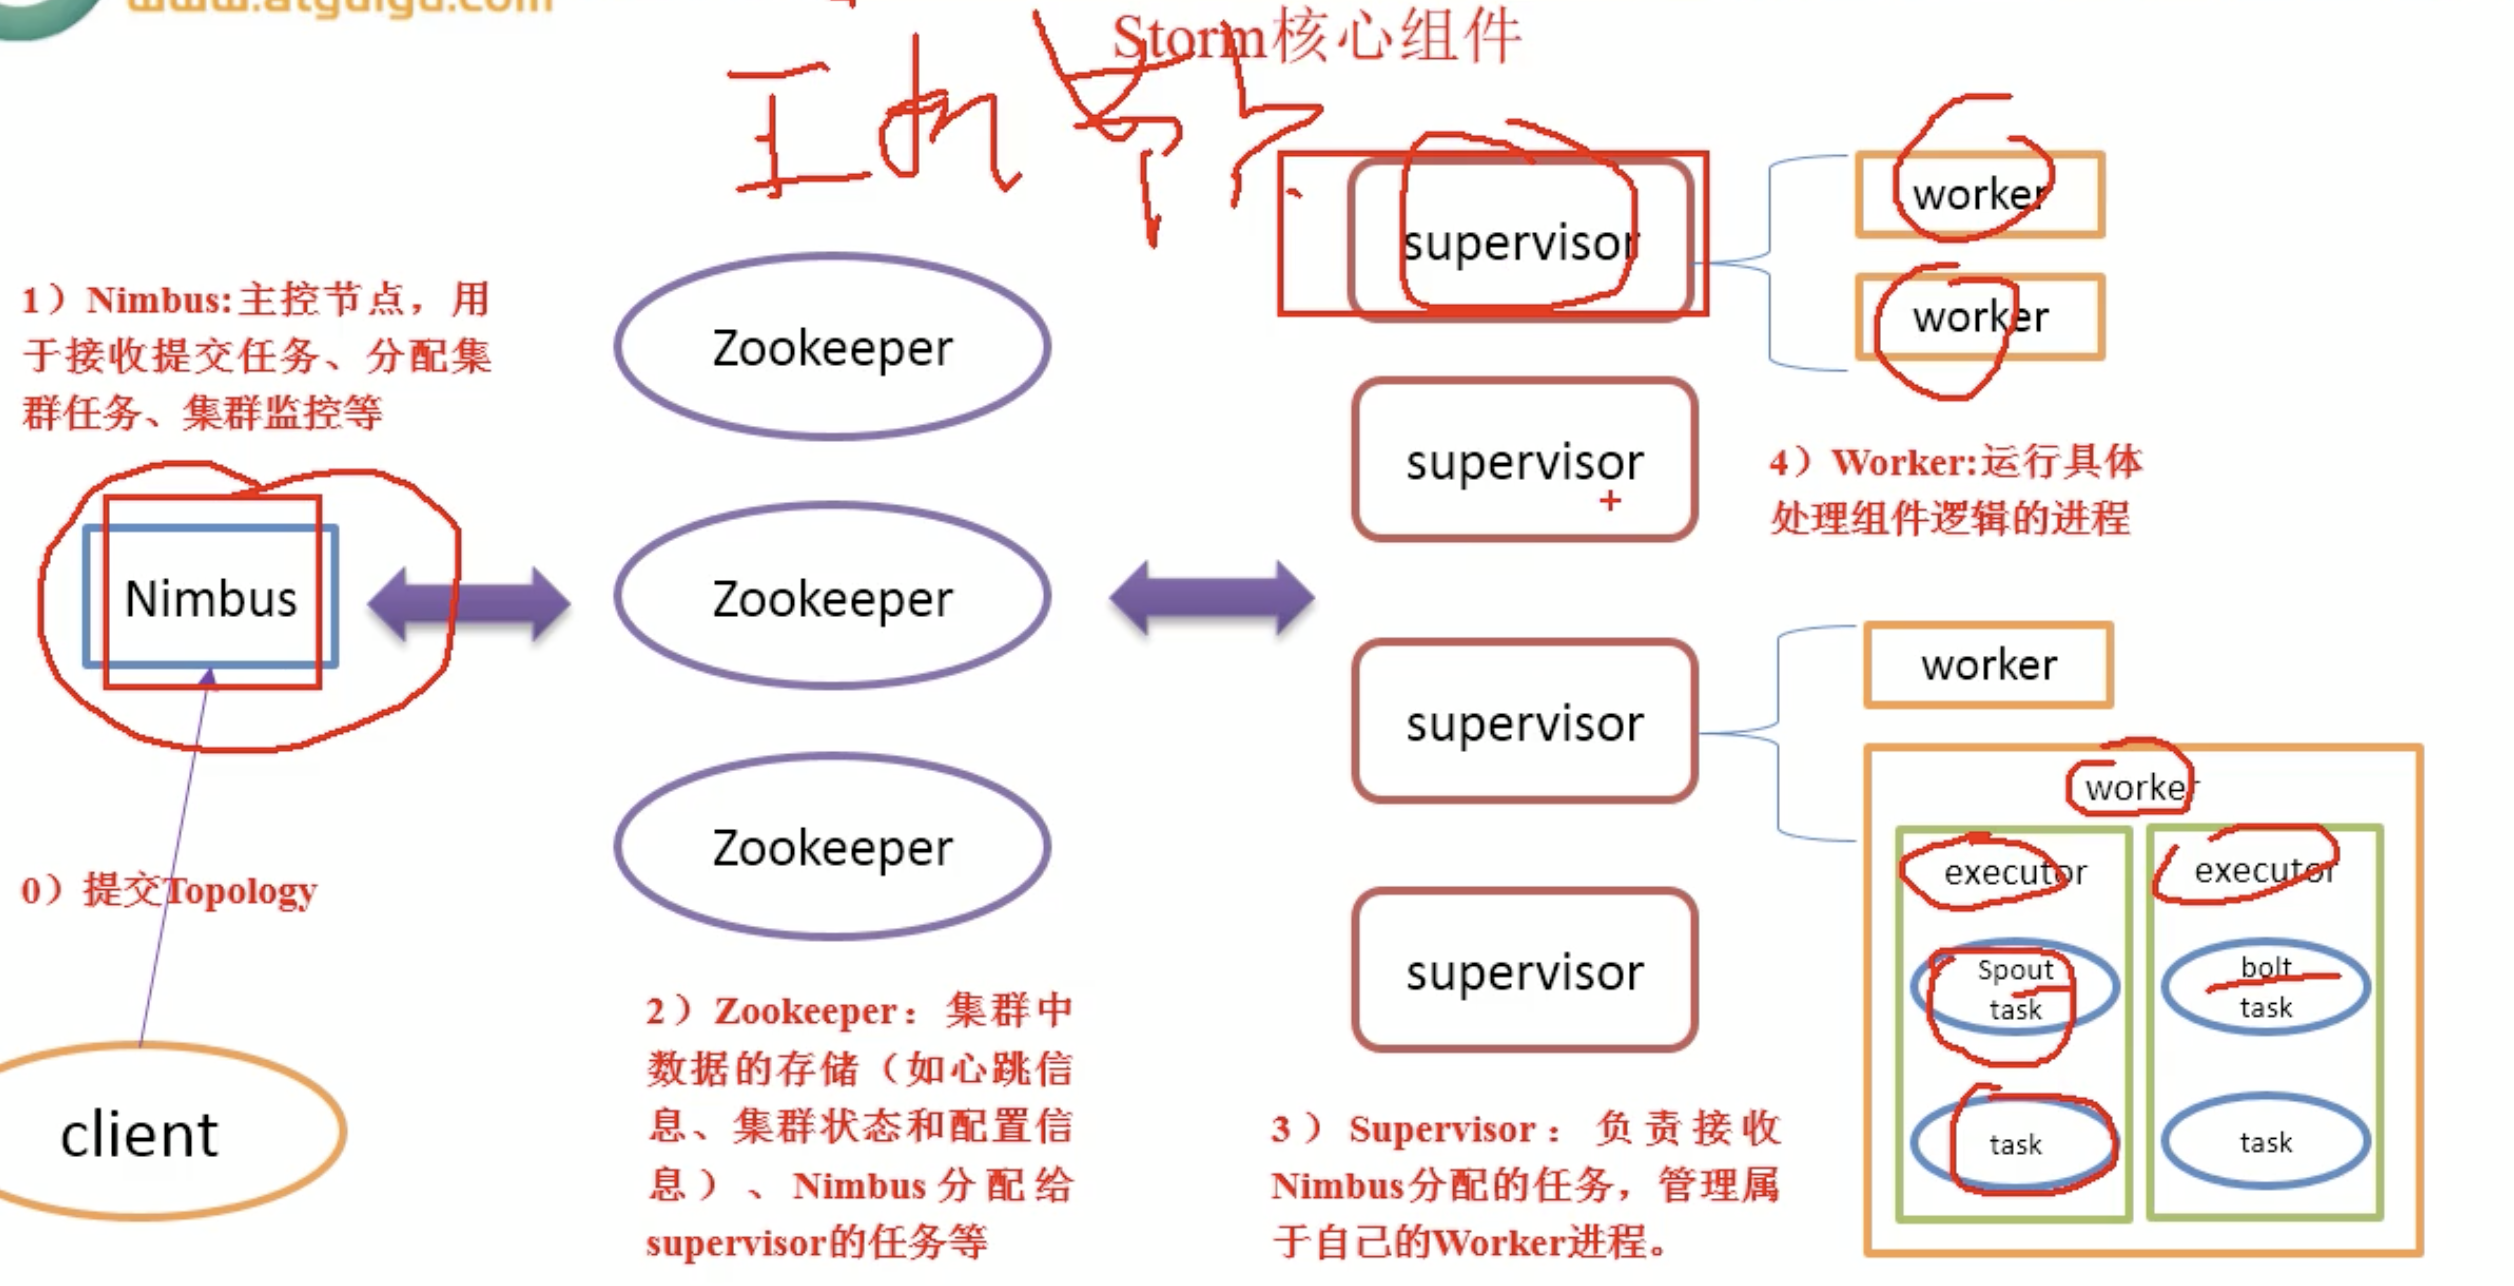 www.atguigu.com
Storm核心组件
1）Nimbus:主控节点，用
于接收提交任务、分配集
群任务、集群监控等
Nimbus
0）提交Topology
client
Zookeeper
Zookeeper
Zookeeper
2）Zookeeper：集群中
数据的存储（如心跳信
息、集群状态和配置信
息）、Nimbus分配给
supervisor的任务等
supervisor
supervisor
supervisor
supervisor
3）Supervisor：负责接收
Nimbus分配的任务，管理属
于自己的Worker进程。
worker
worker
4）Worker:运行具体
处理组件逻辑的进程
worker
worker
executor
Spout
task
task
executor
bolt
task
task